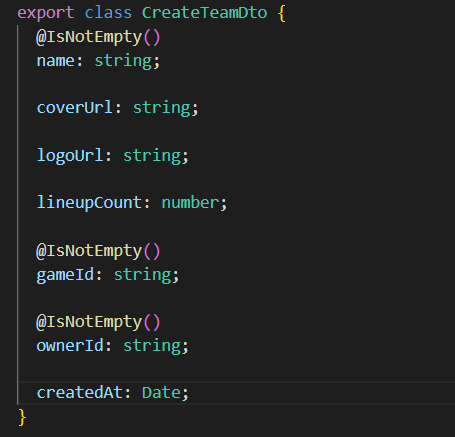 export class CreateTeamDto {
@IsNotEmpty()
name: string;
coverUrl: string;
logoUrl: string;
lineupCount: number;
@IsNotEmpty()
gameId: string;
@IsNotEmpty()
ownerId: string;
createdAt: Date;
}